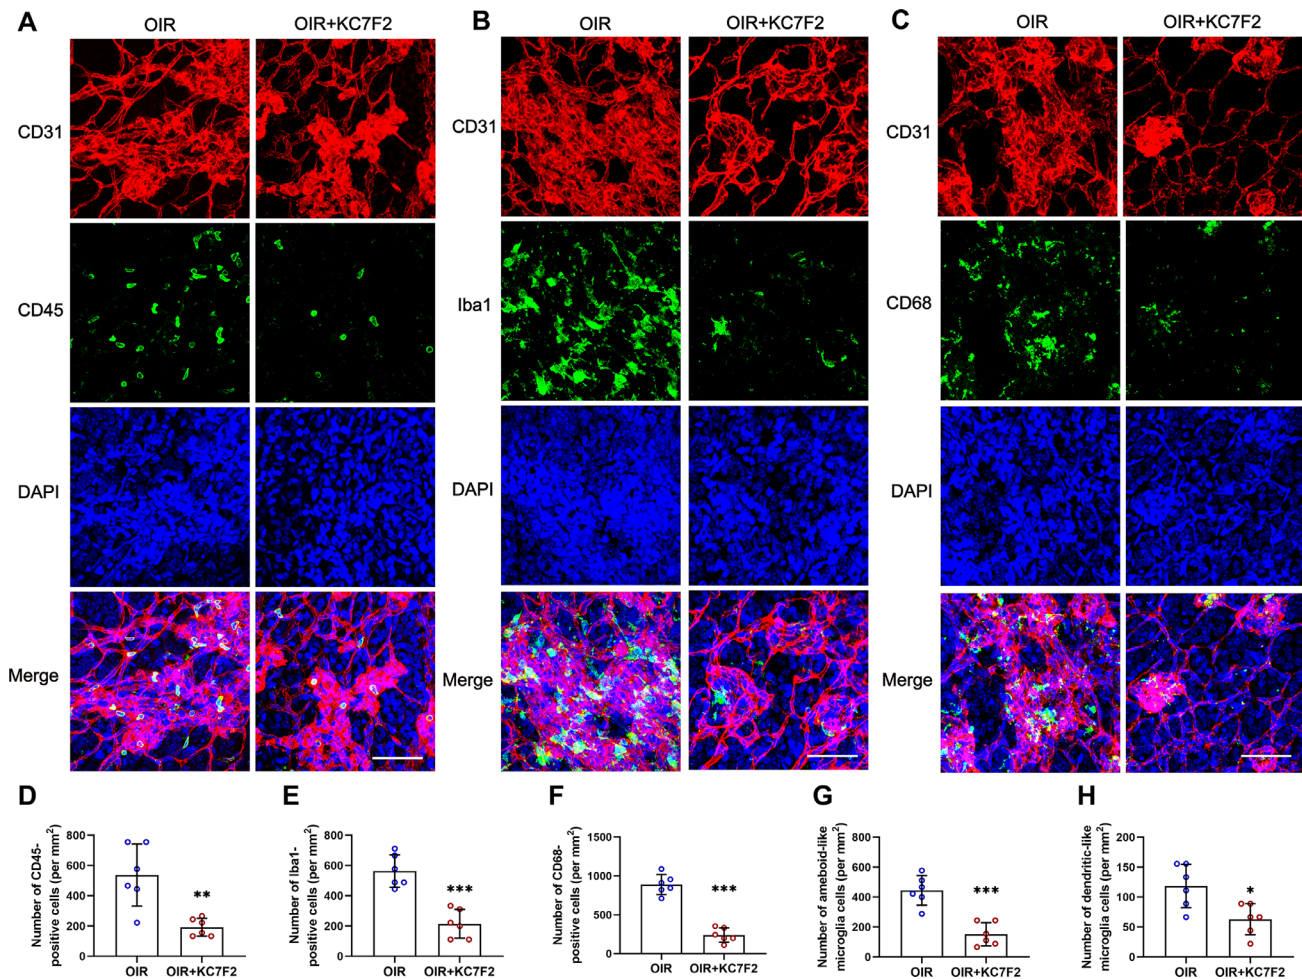 A
OIR
OIR+KC7F2
CD31
CD45
DAPI
Merge
B
OIR
OIR+KC7F2
CD31
Iba1
DAPI
Merge
C
OIR
OIR+KC7F2
CD31
CD68
DAPI
Merge
D
Number of CD45-
positive cells (per mm²)
800
600
400
200
0
**
OIR
OIR+KC7F2
E
Number of Iba1-
positive cells (per mm²)
800
600
400
200
0
***
OIR
OIR+KC7F2
F
Number of CD68-
positive cells (per mm²)
1500
1000
500
0
***
OIR
OIR+KC7F2
G
Number of ameboid-like
microglia cells (per mm²)
800
600
400
200
0
***
OIR
OIR+KC7F2
H
Number of dendritic-like
microglia cells (per mm²)
200
150
100
50
0
*
OIR
OIR+KC7F2